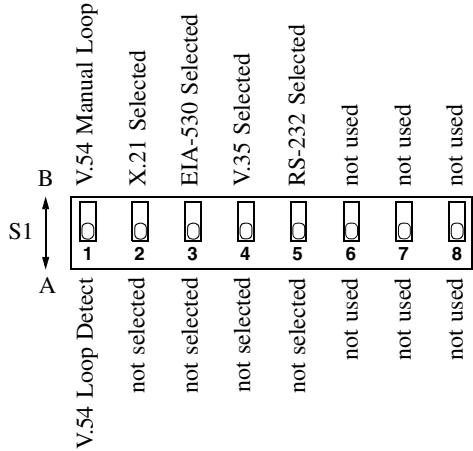 V.54 Manual Loop
X.21 Selected
EIA-530 Selected
V.35 Selected
RS-232 Selected
not used
not used
not used
B
S1
A
1 2 3 4 5 6 7 8
V.54 Loop Detect
not selected
not selected
not selected
not selected
not used
not used
not used